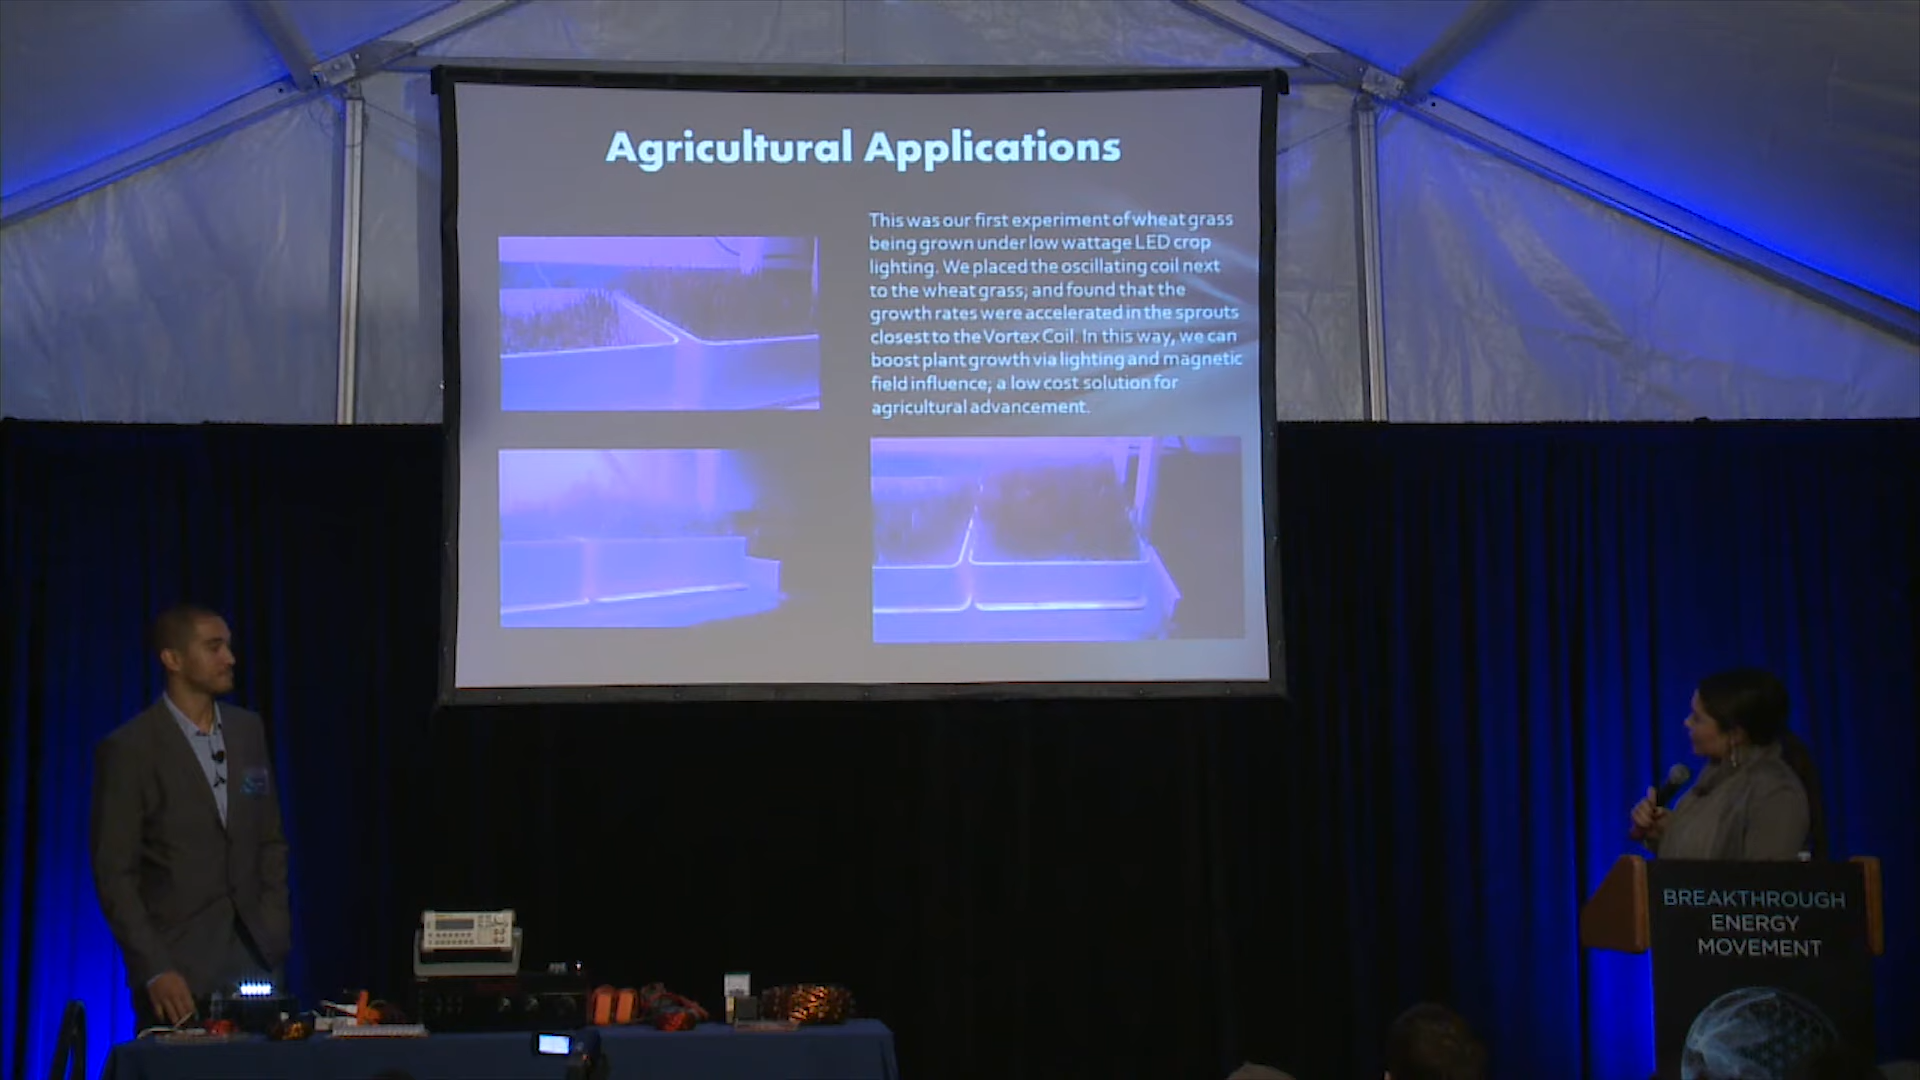 Agricultural Applications
This was our first experiment of wheat grass
being grown under low wattage LED crop
lighting. We placed the oscillating coil next
to the wheat grass; and found that the
growth rates were accelerated in the sprouts
closest to the Vortex Coil. In this way, we can
boost plant growth via lighting and magnetic
field influence; a low cost solution for
agricultural advancement.
BREAKTHROUGH
ENERGY
MOVEMENT